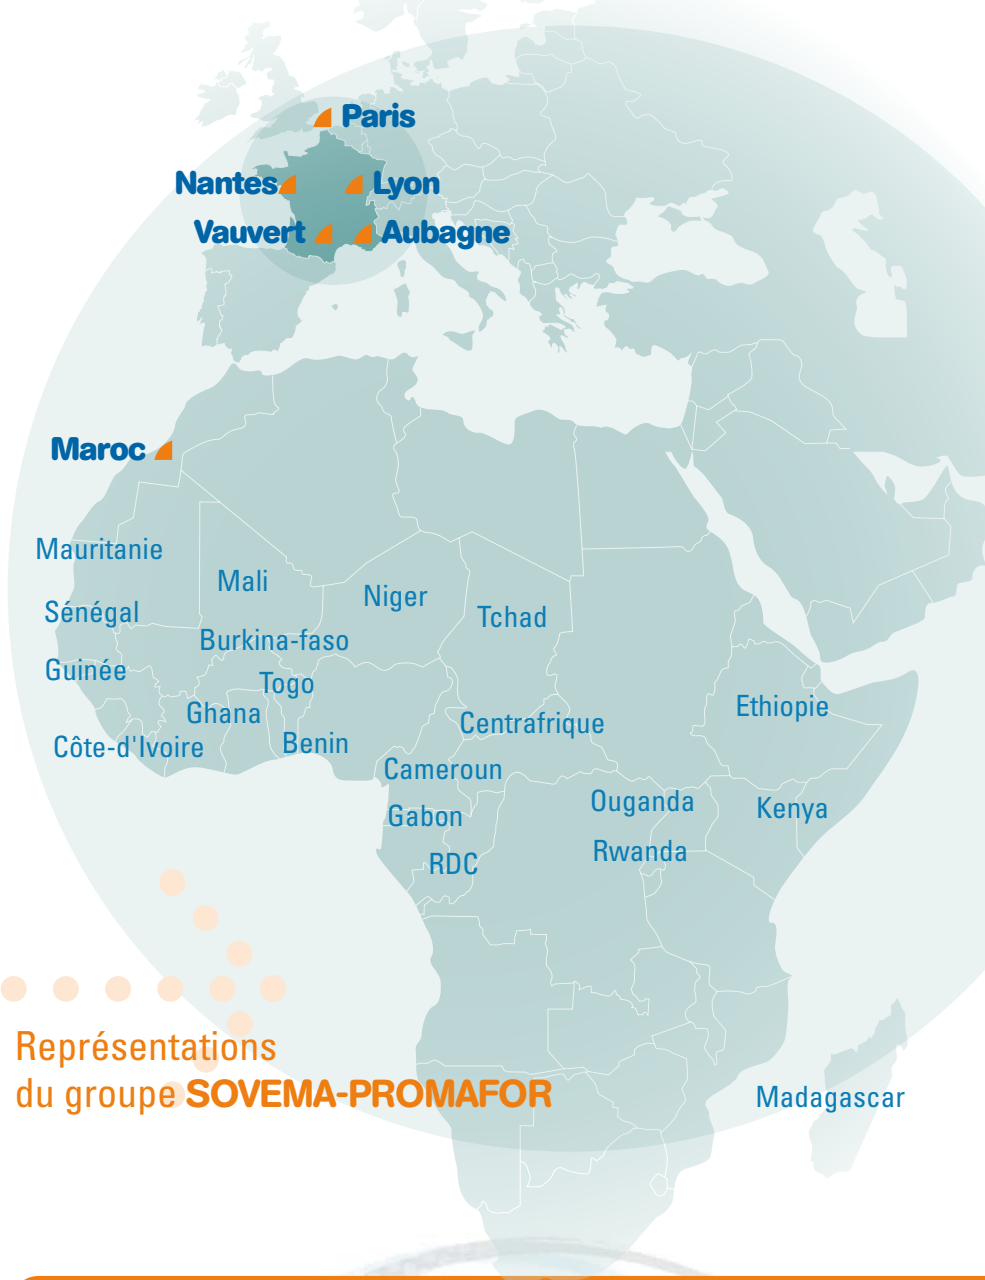 Paris
Nantes
Lyon
Vauvert
Aubagne
Maroc
Mauritanie
Mali
Niger
Sénégal
Tchad
Burkina-faso
Guinée
Togo
Ghana
Ethiopie
Centrafrique
Côte-d'Ivoire
Benin
Cameroun
Ouganda
Kenya
Gabon
Rwanda
RDC
Représentations
du groupe SOVEMA-PROMAFOR
Madagascar